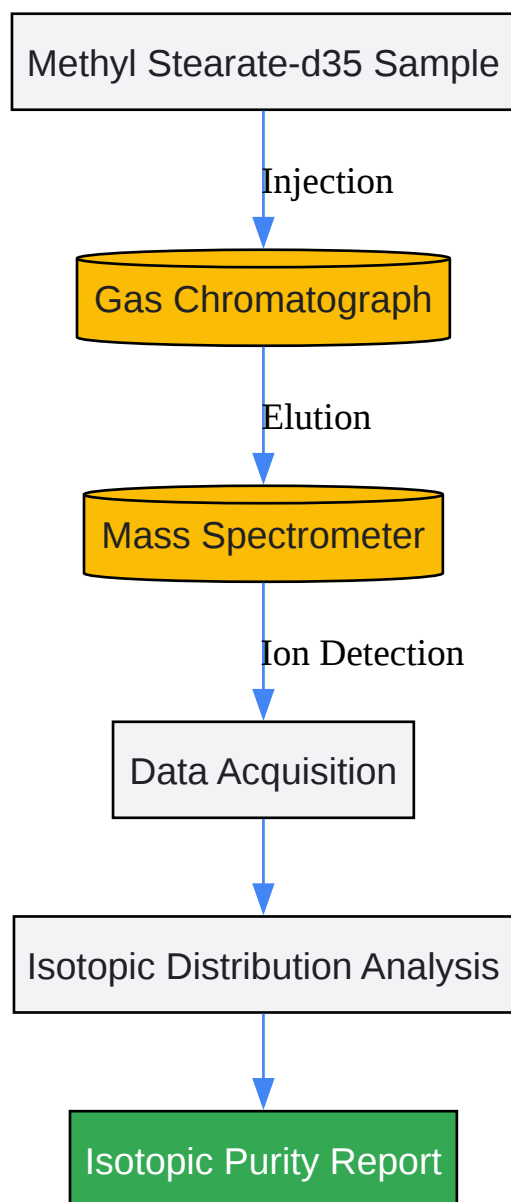 Methyl Stearate-d35 Sample
Injection
Gas Chromatograph
Elution
Mass Spectrometer
Ion Detection
Data Acquisition
Isotopic Distribution Analysis
Isotopic Purity Report